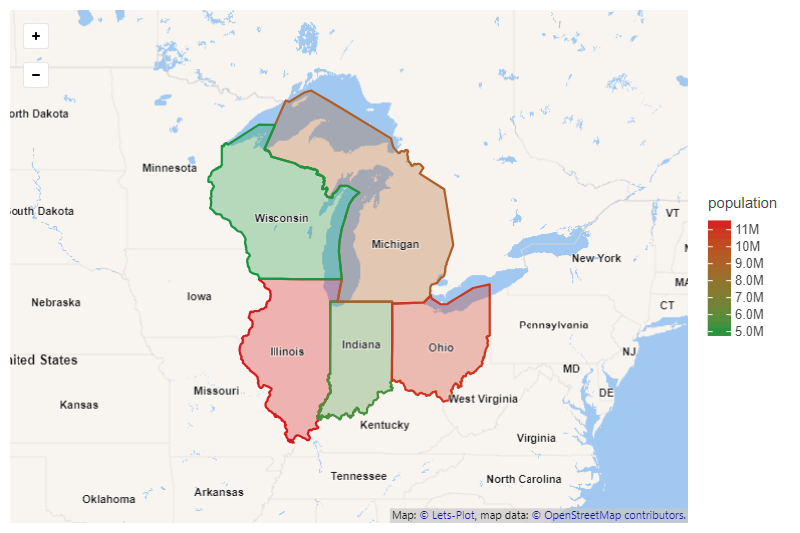 +
−
orth Dakota
Minnesota
outh Dakota
Wisconsin
Michigan
VT
New York
N
MA
CT
Nebraska
Iowa
Illinois
Indiana
Ohio
Pennsylvania
nited States
NJ
MD
DE
Kansas
Missouri
West Virginia
Kentucky
Virginia
Tennessee
North Carolina
Oklahoma
Arkansas
Map: © Lets-Plot, map data: © OpenStreetMap contributors.
population
11M
10M
9.0M
8.0M
7.0M
6.0M
5.0M